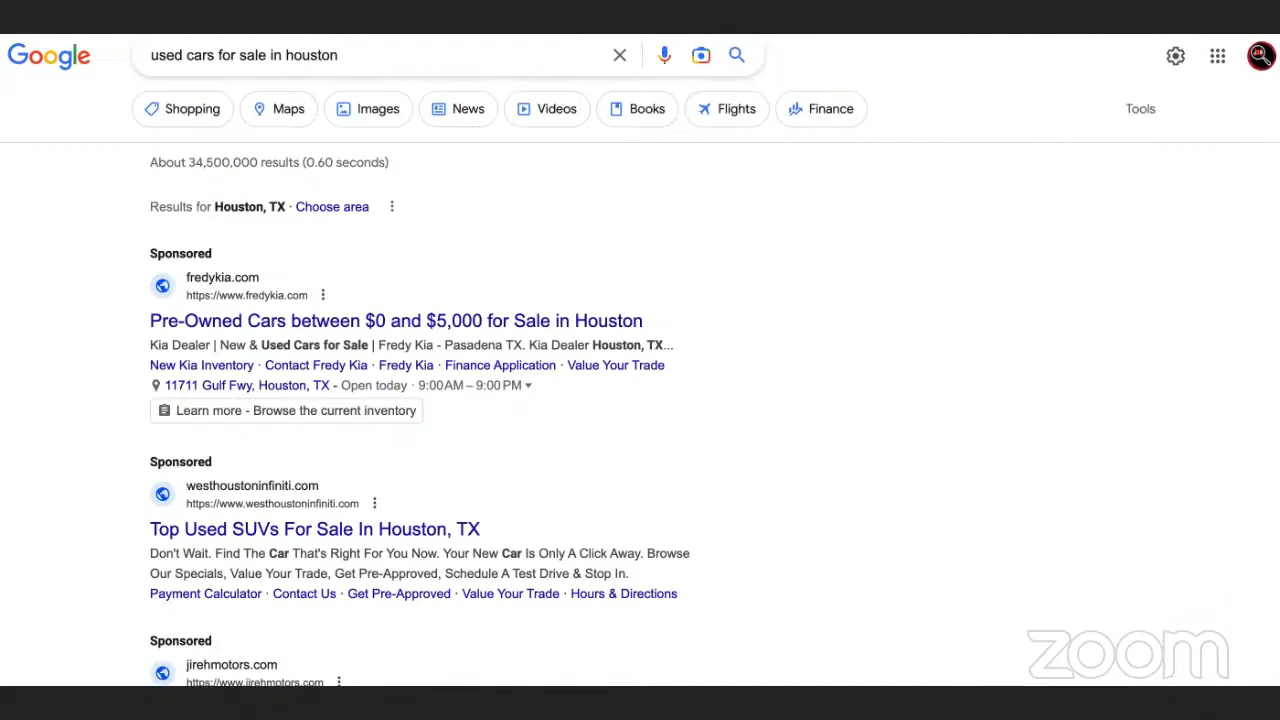 Google
used cars for sale in houston
Shopping Maps Images News Videos Books Flights Finance Tools
About 34,500,000 results (0.60 seconds)
Results for Houston, TX · Choose area
Sponsored
fredykia.com
https://www.fredykia.com
Pre-Owned Cars between $0 and $5,000 for Sale in Houston
Kia Dealer | New & Used Cars for Sale | Fredy Kia - Pasadena TX. Kia Dealer Houston, TX...
New Kia Inventory · Contact Fredy Kia · Fredy Kia · Finance Application · Value Your Trade
11711 Gulf Fwy, Houston, TX - Open today · 9:00 AM – 9:00 PM
Learn more - Browse the current inventory
Sponsored
westhoustoninfiniti.com
https://www.westhoustoninfiniti.com
Top Used SUVs For Sale In Houston, TX
Don't Wait. Find The Car That's Right For You Now. Your New Car Is Only A Click Away. Browse
Our Specials, Value Your Trade, Get Pre-Approved, Schedule A Test Drive & Stop In.
Payment Calculator · Contact Us · Get Pre-Approved · Value Your Trade · Hours & Directions
Sponsored
jirehmotors.com
https://www.jirehmotors.com
zoom